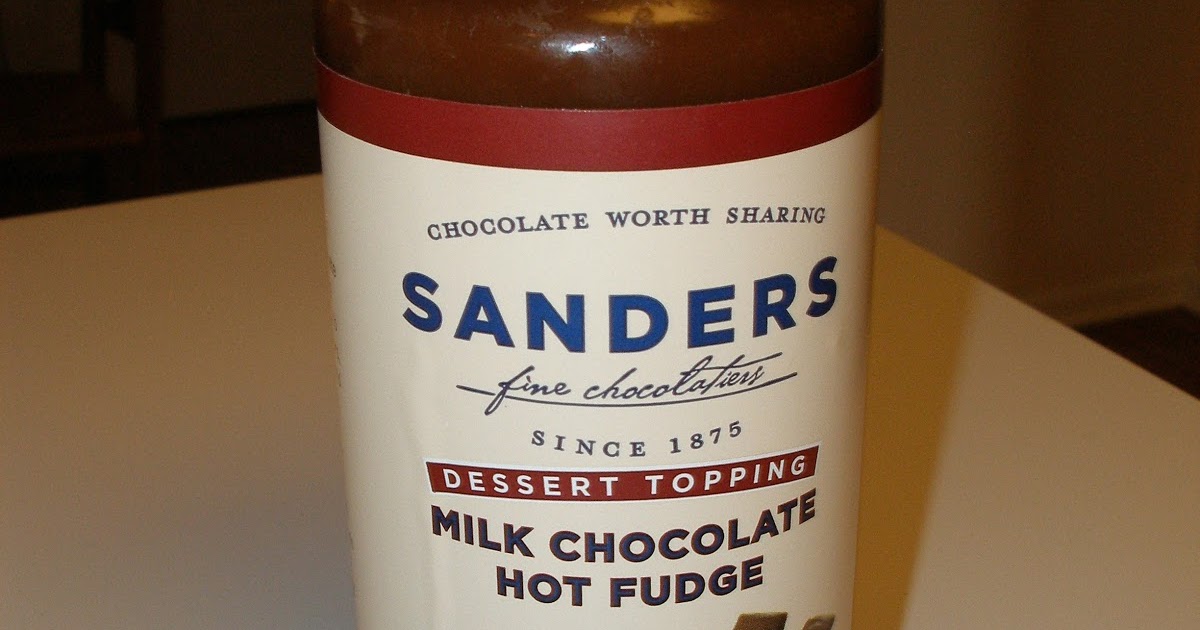 CHOCOLATE WORTH SHARING
SANDERS
fine chocolatiers
SINCE 1875
DESSERT TOPPING
MILK CHOCOLATE
HOT FUDGE